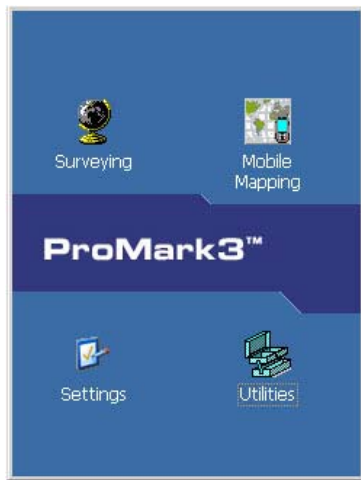 Surveying
Mobile
Mapping
ProMark3™
Settings
Utilities